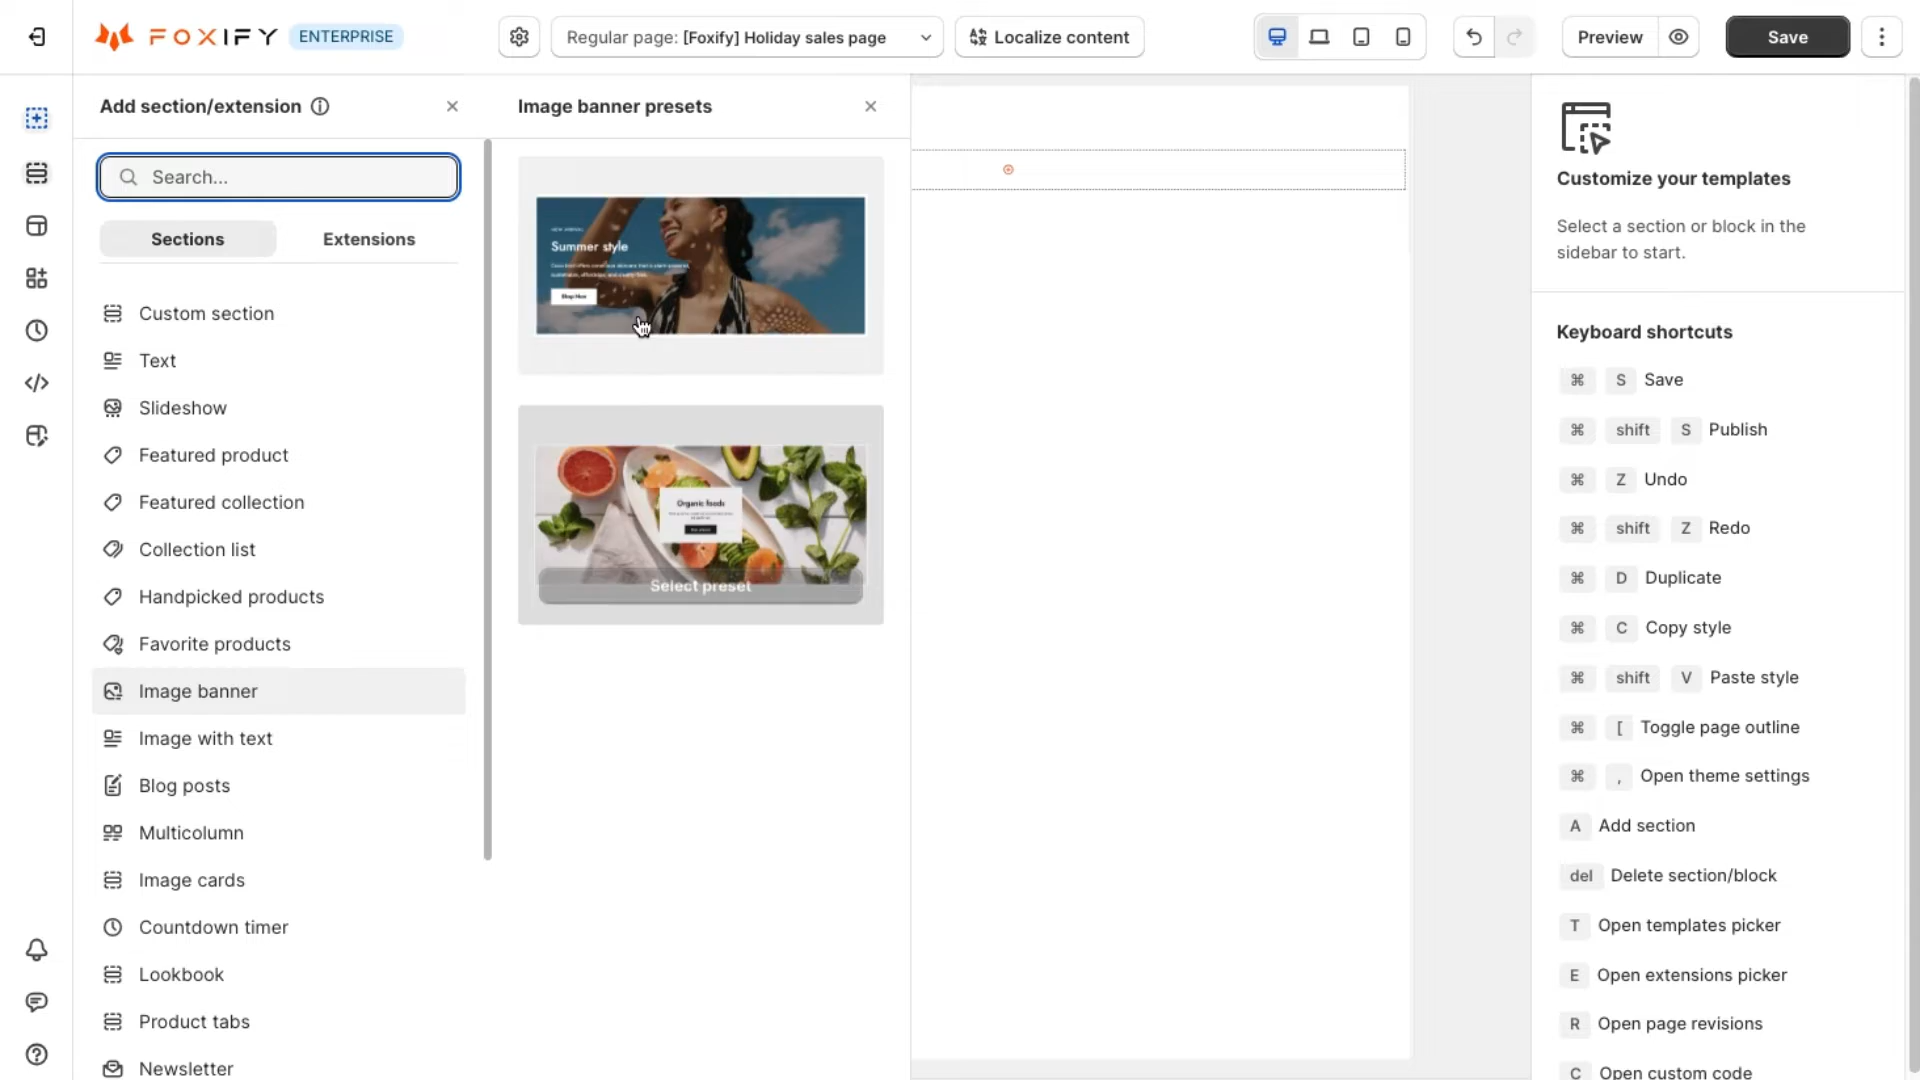 FOXIFY ENTERPRISE
Regular page: [Foxify] Holiday sales page
Localize content
Preview
Save
Add section/extension
Search...
Sections
Extensions
Custom section
Text
Slideshow
Featured product
Featured collection
Collection list
Handpicked products
Favorite products
Image banner
Image with text
Blog posts
Multicolumn
Image cards
Countdown timer
Lookbook
Product tabs
Newsletter
Image banner presets
NEW ARRIVAL
Summer style
Shop Now
Organic foods
Select preset
Customize your templates
Select a section or block in the
sidebar to start.
Keyboard shortcuts
⌘ S Save
⌘ shift S Publish
⌘ Z Undo
⌘ shift Z Redo
⌘ D Duplicate
⌘ C Copy style
⌘ shift V Paste style
⌘ [ Toggle page outline
⌘ , Open theme settings
A Add section
del Delete section/block
T Open templates picker
E Open extensions picker
R Open page revisions
C Open custom code